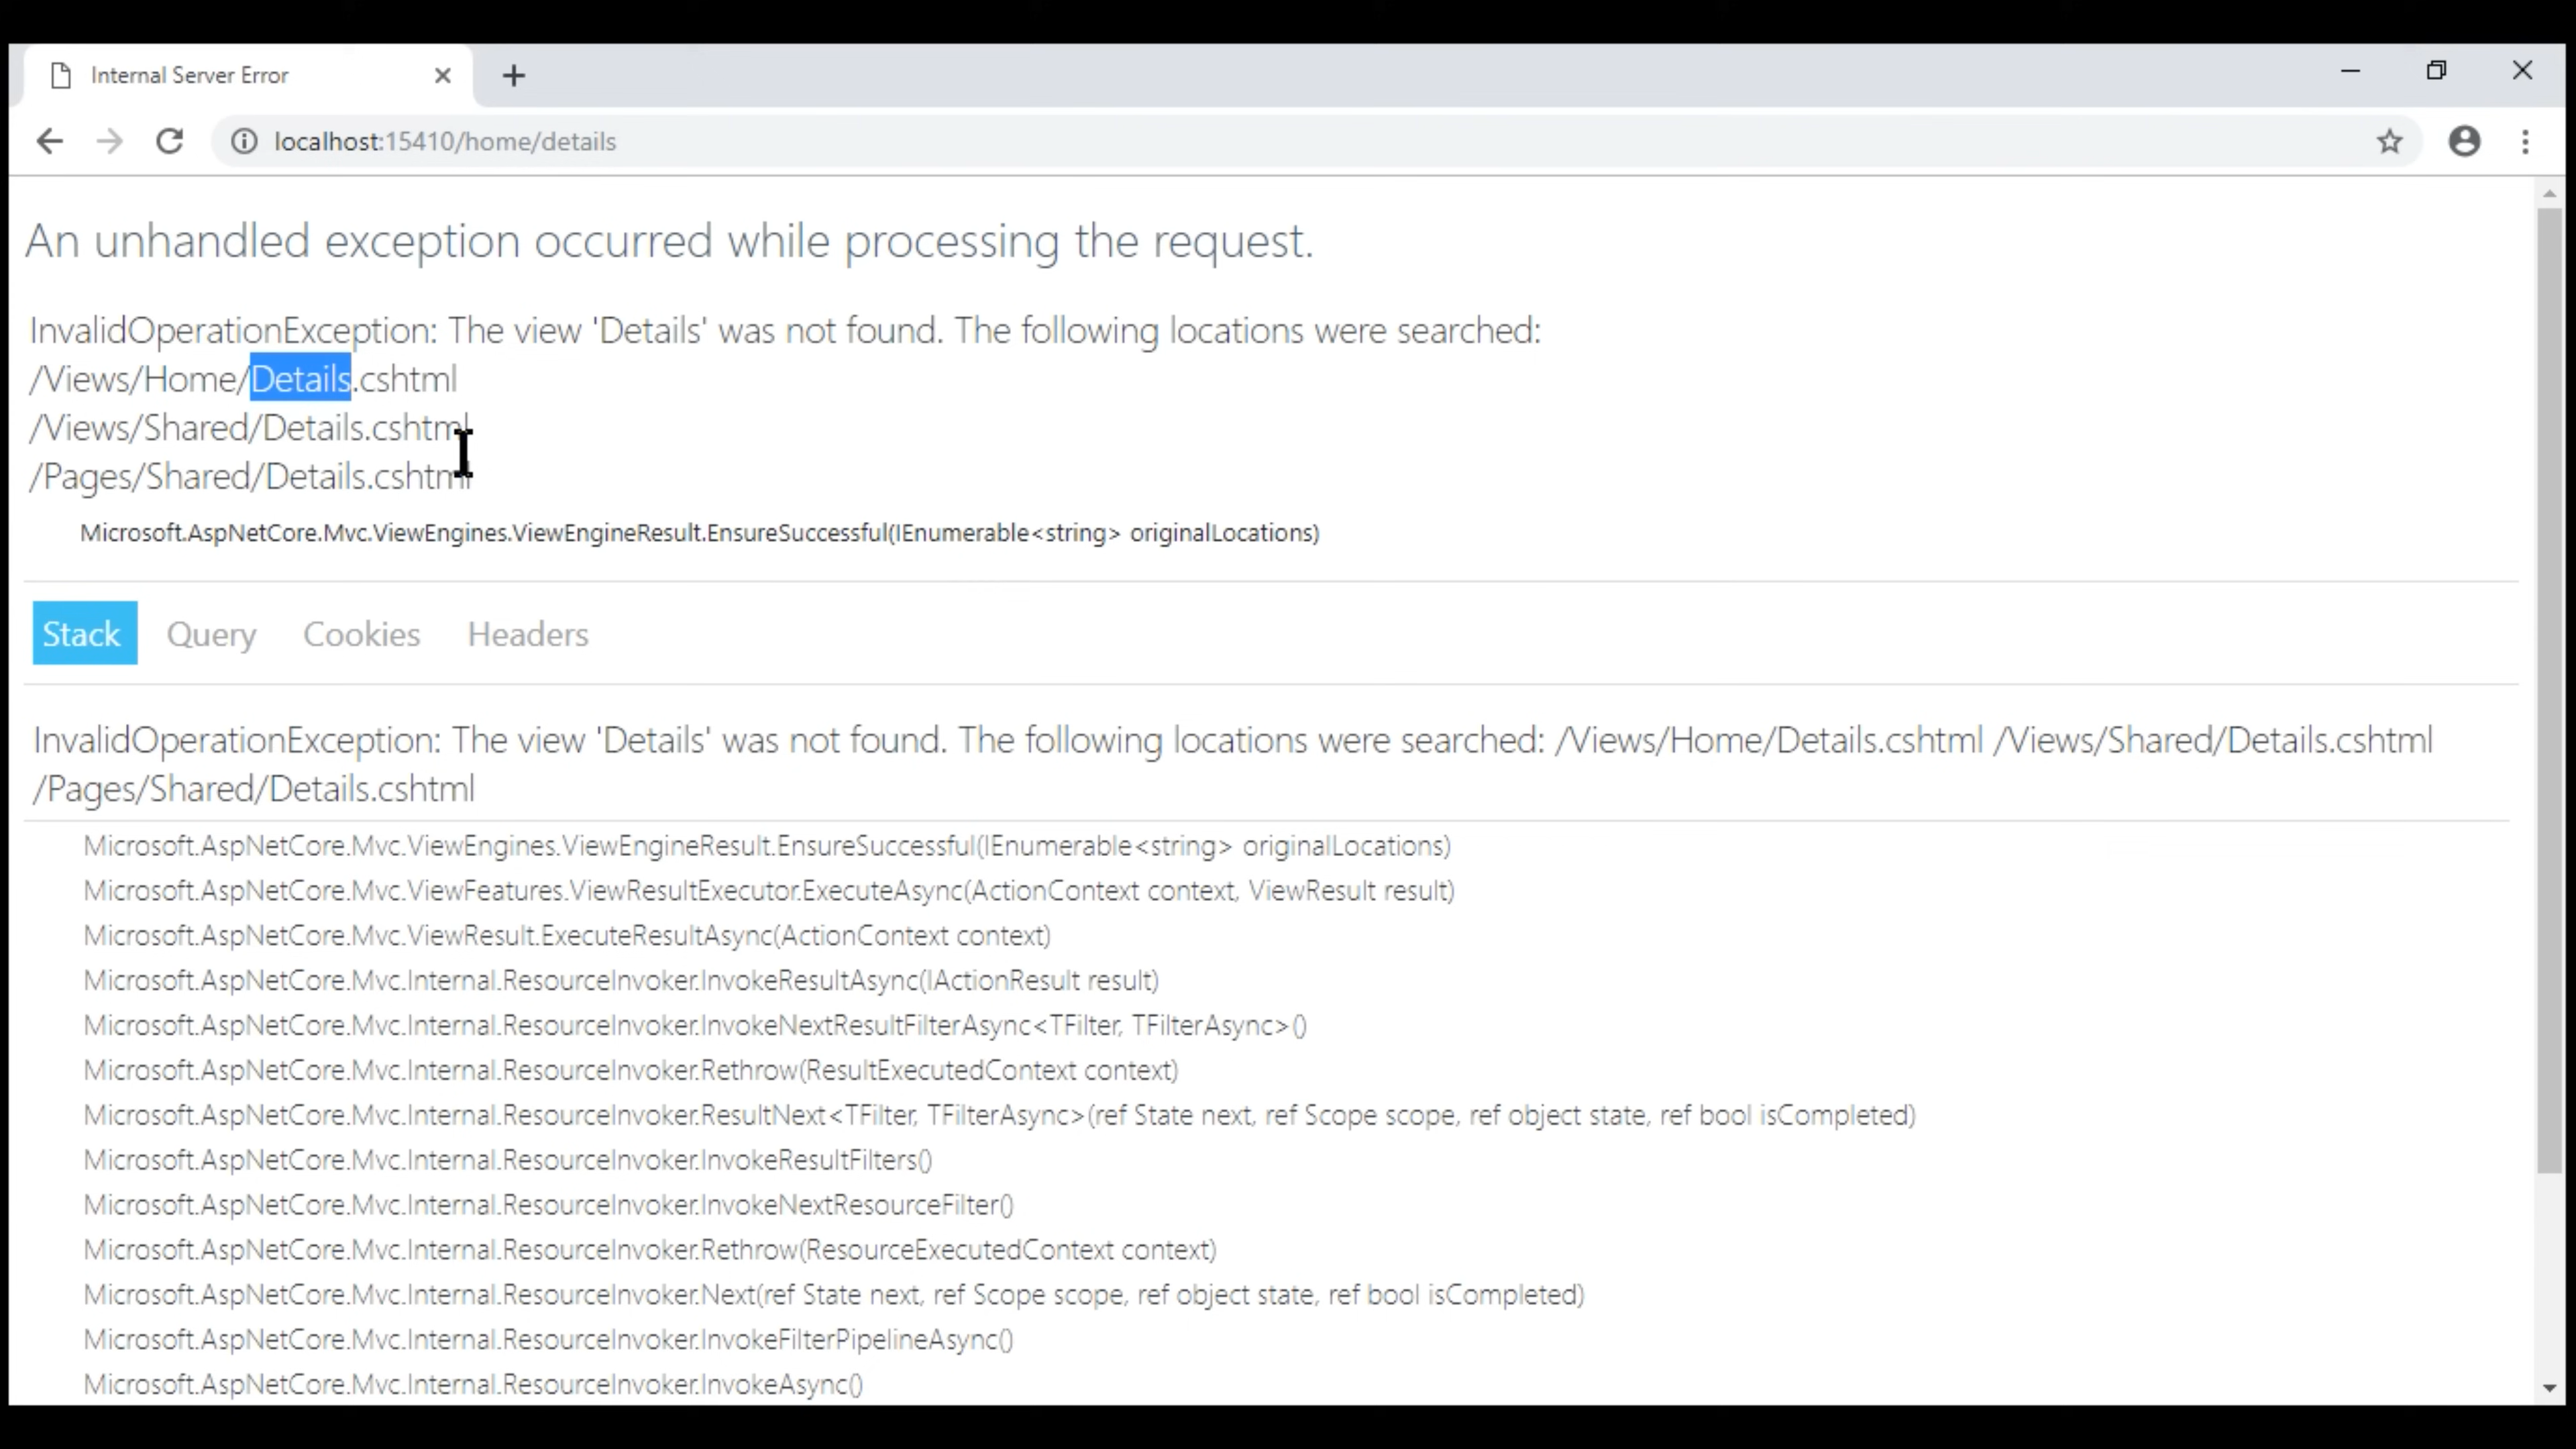 Internal Server Error
localhost:15410/home/details
An unhandled exception occurred while processing the request.
InvalidOperationException: The view 'Details' was not found. The following locations were searched:
/Views/Home/Details.cshtml
/Views/Shared/Details.cshtml
/Pages/Shared/Details.cshtml
Microsoft.AspNetCore.Mvc.ViewEngines.ViewEngineResult.EnsureSuccessful(IEnumerable<string> originalLocations)
Stack Query Cookies Headers
InvalidOperationException: The view 'Details' was not found. The following locations were searched: /Views/Home/Details.cshtml /Views/Shared/Details.cshtml
/Pages/Shared/Details.cshtml
Microsoft.AspNetCore.Mvc.ViewEngines.ViewEngineResult.EnsureSuccessful(IEnumerable<string> originalLocations)
Microsoft.AspNetCore.Mvc.ViewFeatures.ViewResultExecutor.ExecuteAsync(ActionContext context, ViewResult result)
Microsoft.AspNetCore.Mvc.ViewResult.ExecuteResultAsync(ActionContext context)
Microsoft.AspNetCore.Mvc.Internal.ResourceInvoker.InvokeResultAsync(IActionResult result)
Microsoft.AspNetCore.Mvc.Internal.ResourceInvoker.InvokeNextResultFilterAsync<TFilter, TFilterAsync>()
Microsoft.AspNetCore.Mvc.Internal.ResourceInvoker.Rethrow(ResultExecutedContext context)
Microsoft.AspNetCore.Mvc.Internal.ResourceInvoker.ResultNext<TFilter, TFilterAsync>(ref State next, ref Scope scope, ref object state, ref bool isCompleted)
Microsoft.AspNetCore.Mvc.Internal.ResourceInvoker.InvokeResultFilters()
Microsoft.AspNetCore.Mvc.Internal.ResourceInvoker.InvokeNextResourceFilter()
Microsoft.AspNetCore.Mvc.Internal.ResourceInvoker.Rethrow(ResourceExecutedContext context)
Microsoft.AspNetCore.Mvc.Internal.ResourceInvoker.Next(ref State next, ref Scope scope, ref object state, ref bool isCompleted)
Microsoft.AspNetCore.Mvc.Internal.ResourceInvoker.InvokeFilterPipelineAsync()
Microsoft.AspNetCore.Mvc.Internal.ResourceInvoker.InvokeAsync()